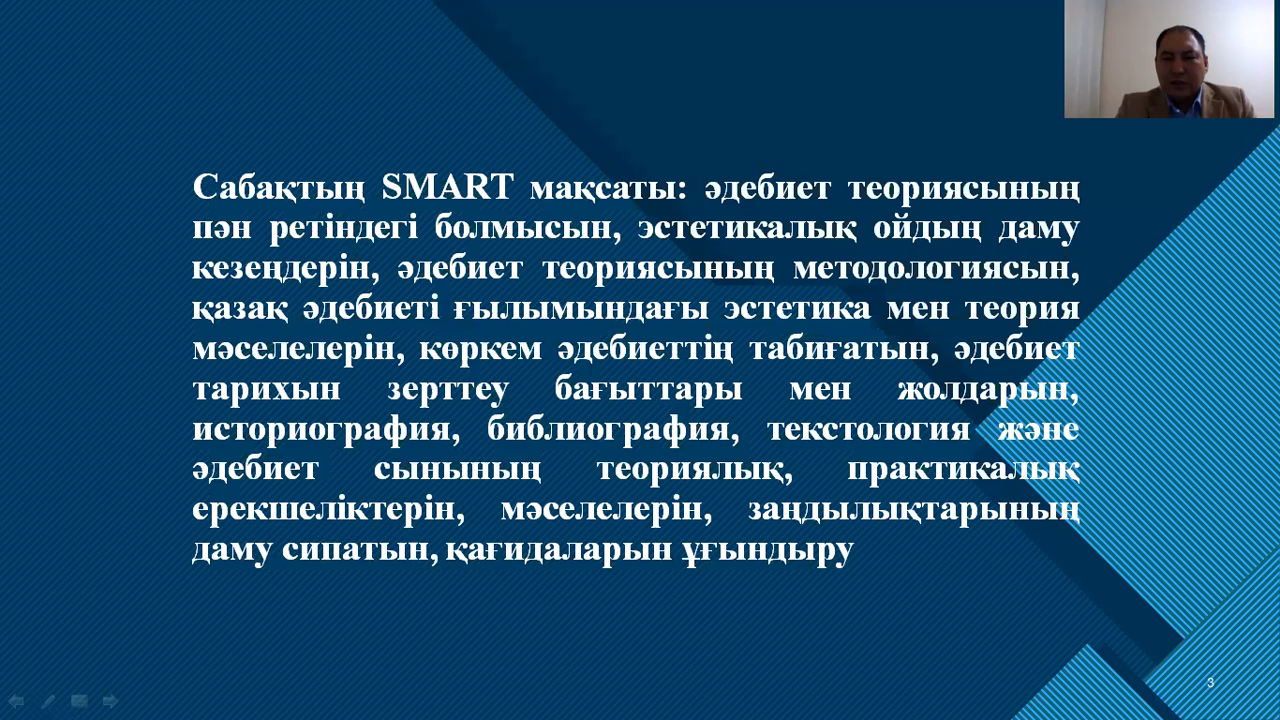 Сабақтың SMART мақсаты: әдебиет теориясының
пән ретіндегі болмысын, эстетикалық ойдың даму
кезеңдерін, әдебиет теориясының методологиясын,
қазақ әдебиеті ғылымындағы эстетика мен теория
мәселелерін, көркем әдебиеттің табиғатын, әдебиет
тарихын зерттеу бағыттары мен жолдарын,
историография, библиография, текстология және
әдебиет сынының теориялық, практикалық
ерекшеліктерін, мәселелерін, заңдылықтарының
даму сипатын, қағидаларын ұғындыру
3